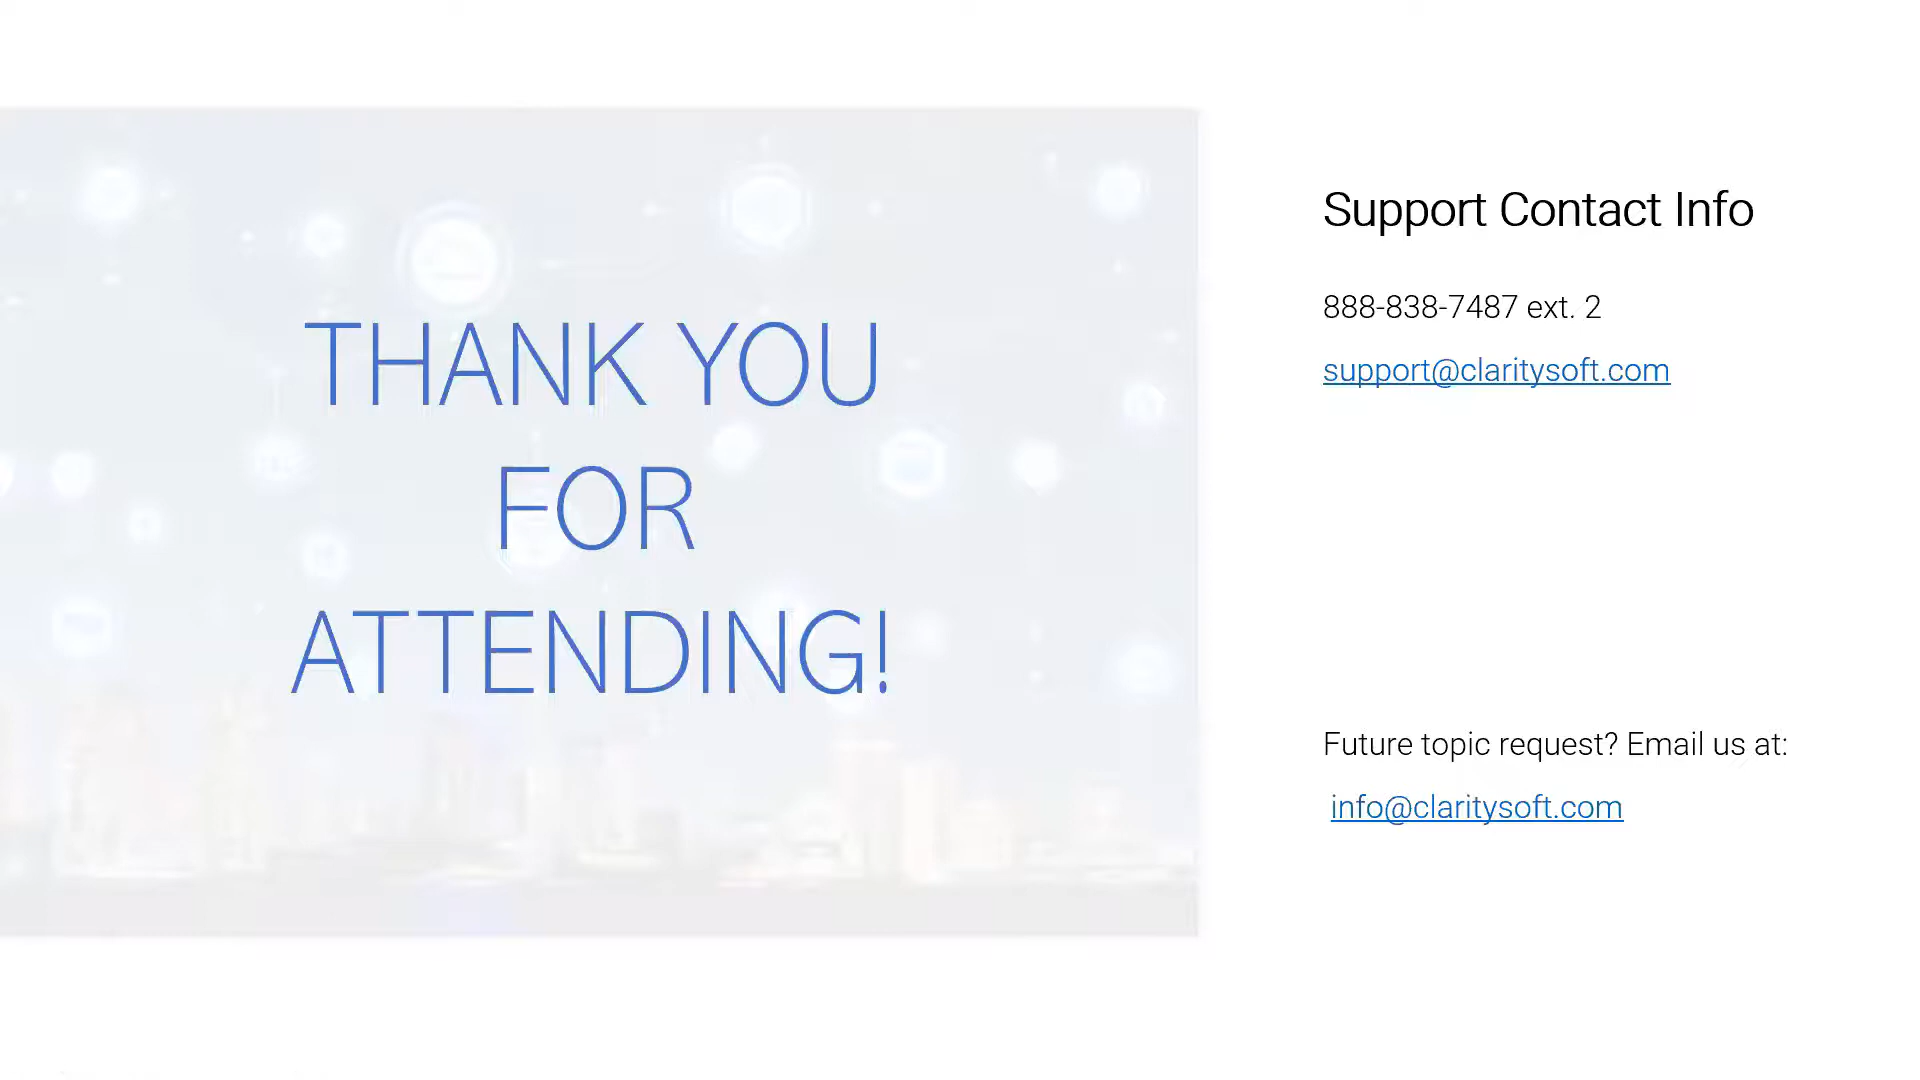 THANK YOU
FOR
ATTENDING!
Support Contact Info
888-838-7487 ext. 2
support@claritysoft.com
Future topic request? Email us at:
info@claritysoft.com